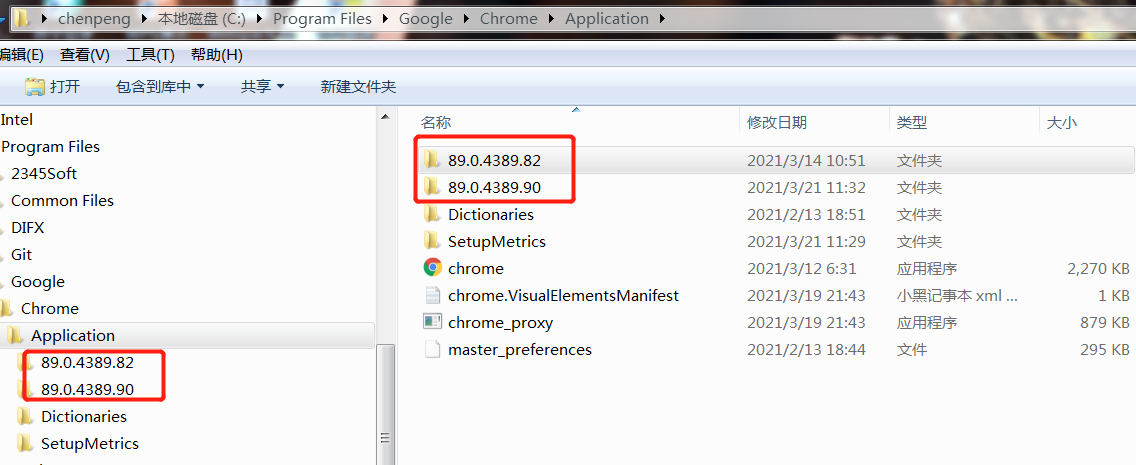 chenpeng 本地磁盘 (C:) Program Files Google Chrome Application
编辑(E) 查看(V) 工具(T) 帮助(H)
打开 包含到库中 共享 新建文件夹
Intel
Program Files
2345Soft
Common Files
DIFX
Git
Google
Chrome
Application
89.0.4389.82
89.0.4389.90
Dictionaries
SetupMetrics
名称 修改日期 类型 大小
89.0.4389.82 2021/3/14 10:51 文件夹
89.0.4389.90 2021/3/21 11:32 文件夹
Dictionaries 2021/2/13 18:51 文件夹
SetupMetrics 2021/3/21 11:29 文件夹
chrome 2021/3/12 6:31 应用程序 2,270 KB
chrome.VisualElementsManifest 2021/3/19 21:43 小黑记事本 xml ... 1 KB
chrome_proxy 2021/3/19 21:43 应用程序 879 KB
master_preferences 2021/2/13 18:44 文件 295 KB